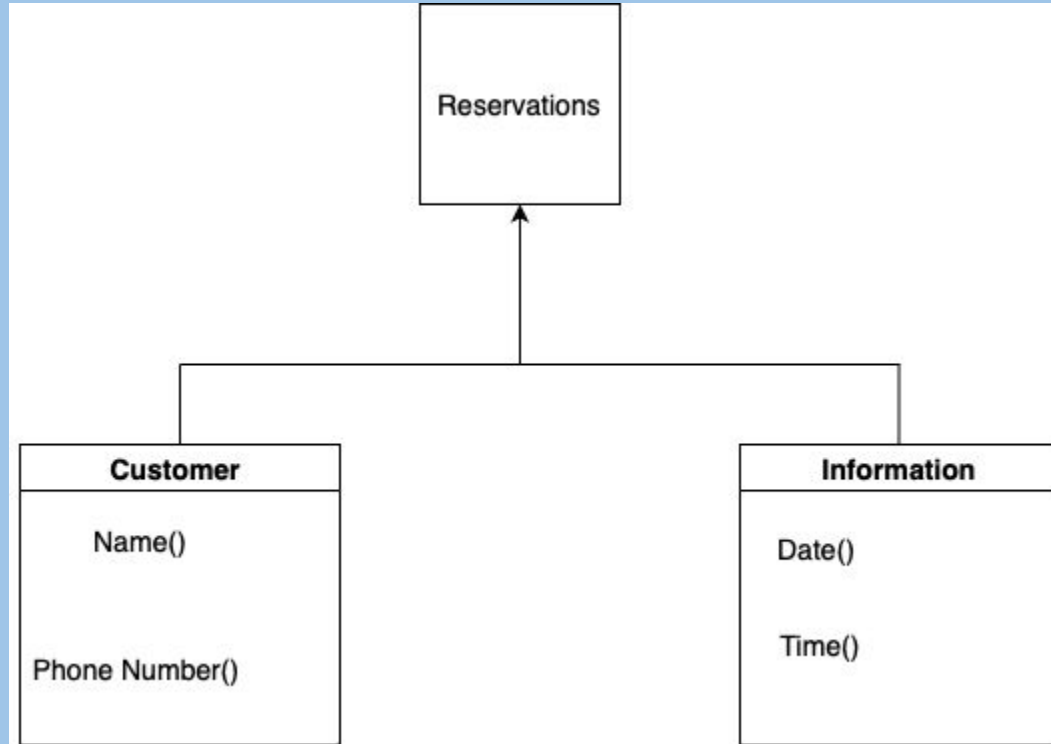 Reservations
Customer
Name()
Phone Number()
Information
Date()
Time()